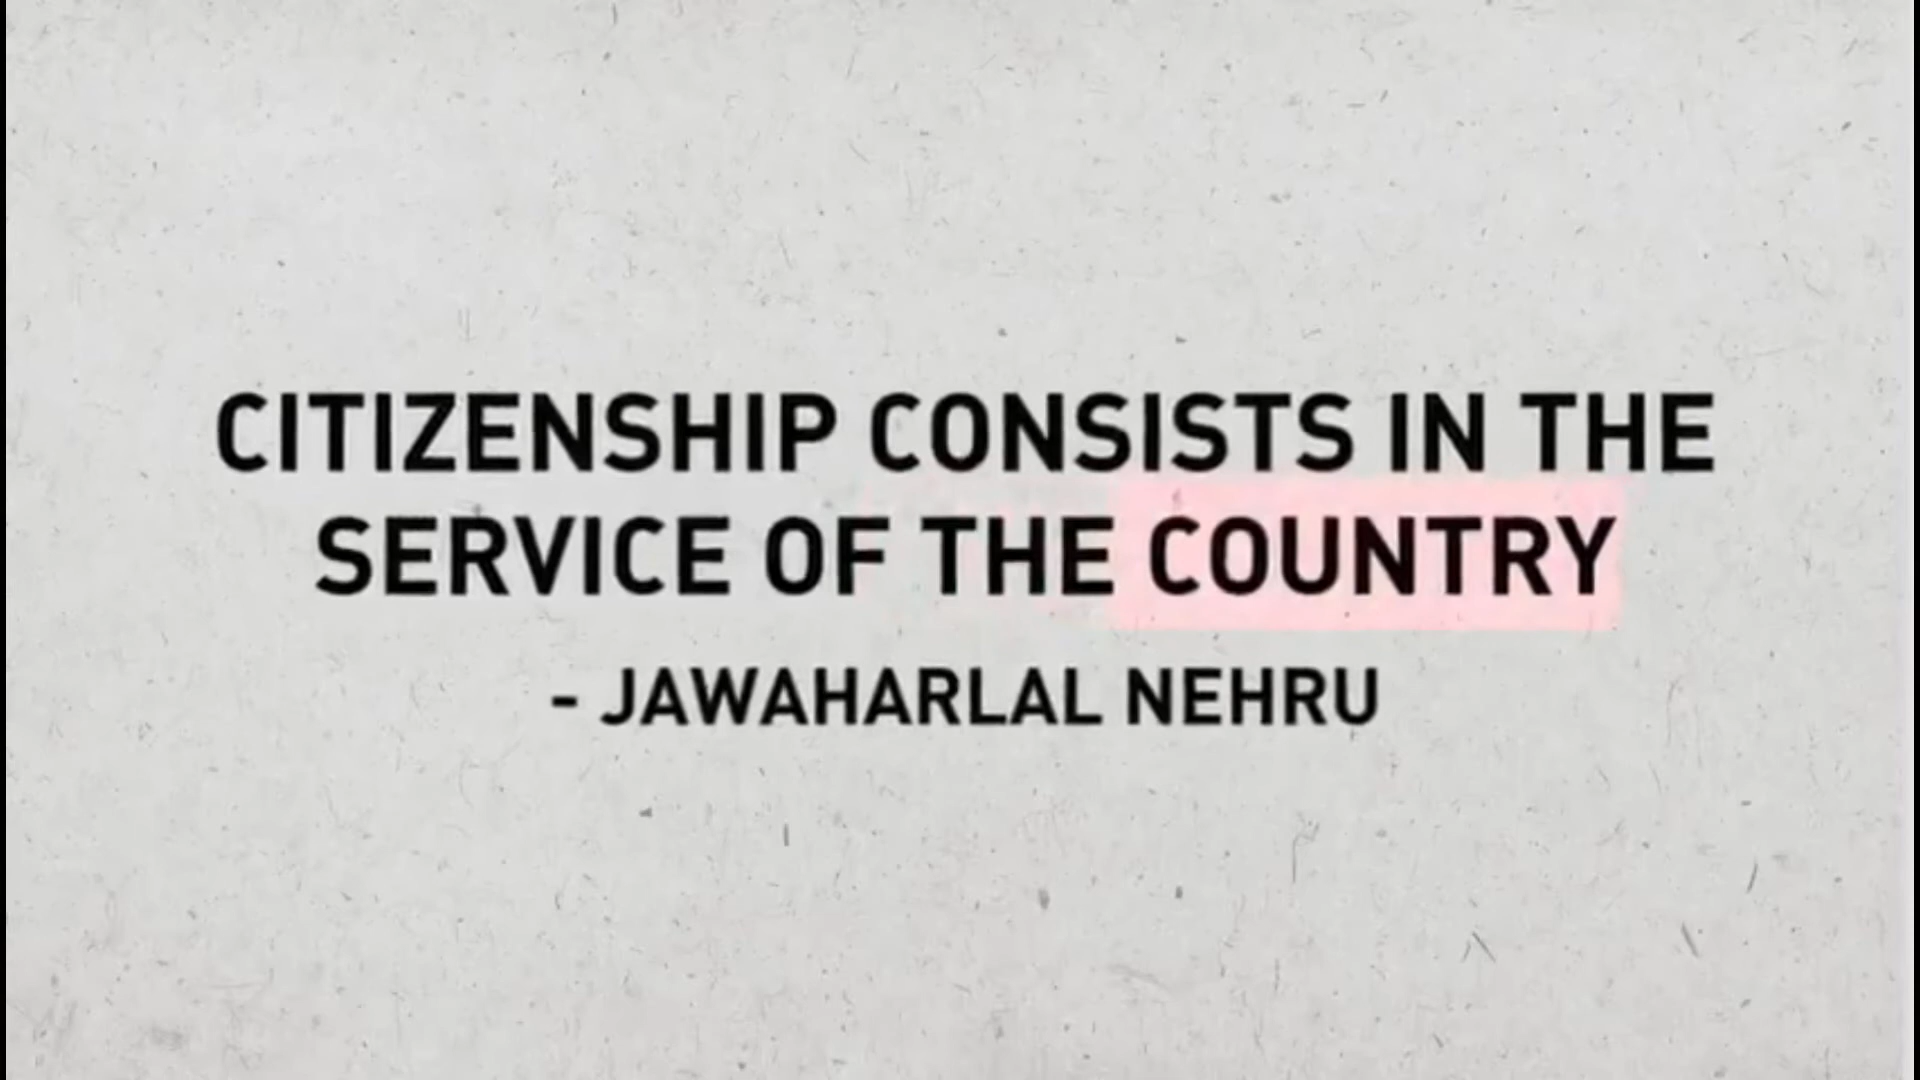 CITIZENSHIP CONSISTS IN THE
SERVICE OF THE COUNTRY
- JAWAHARLAL NEHRU